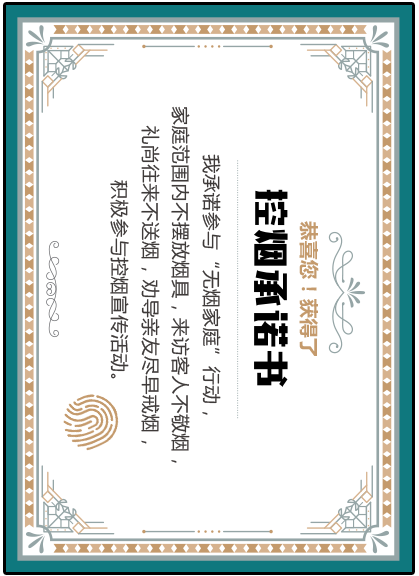 恭喜您！获得了
控烟承诺书
我承诺参与“无烟家庭”行动，
家庭范围内不摆放烟具，来访客人不敬烟，
礼尚往来不送烟，劝导亲友尽早戒烟，
积极参与控烟宣传活动。